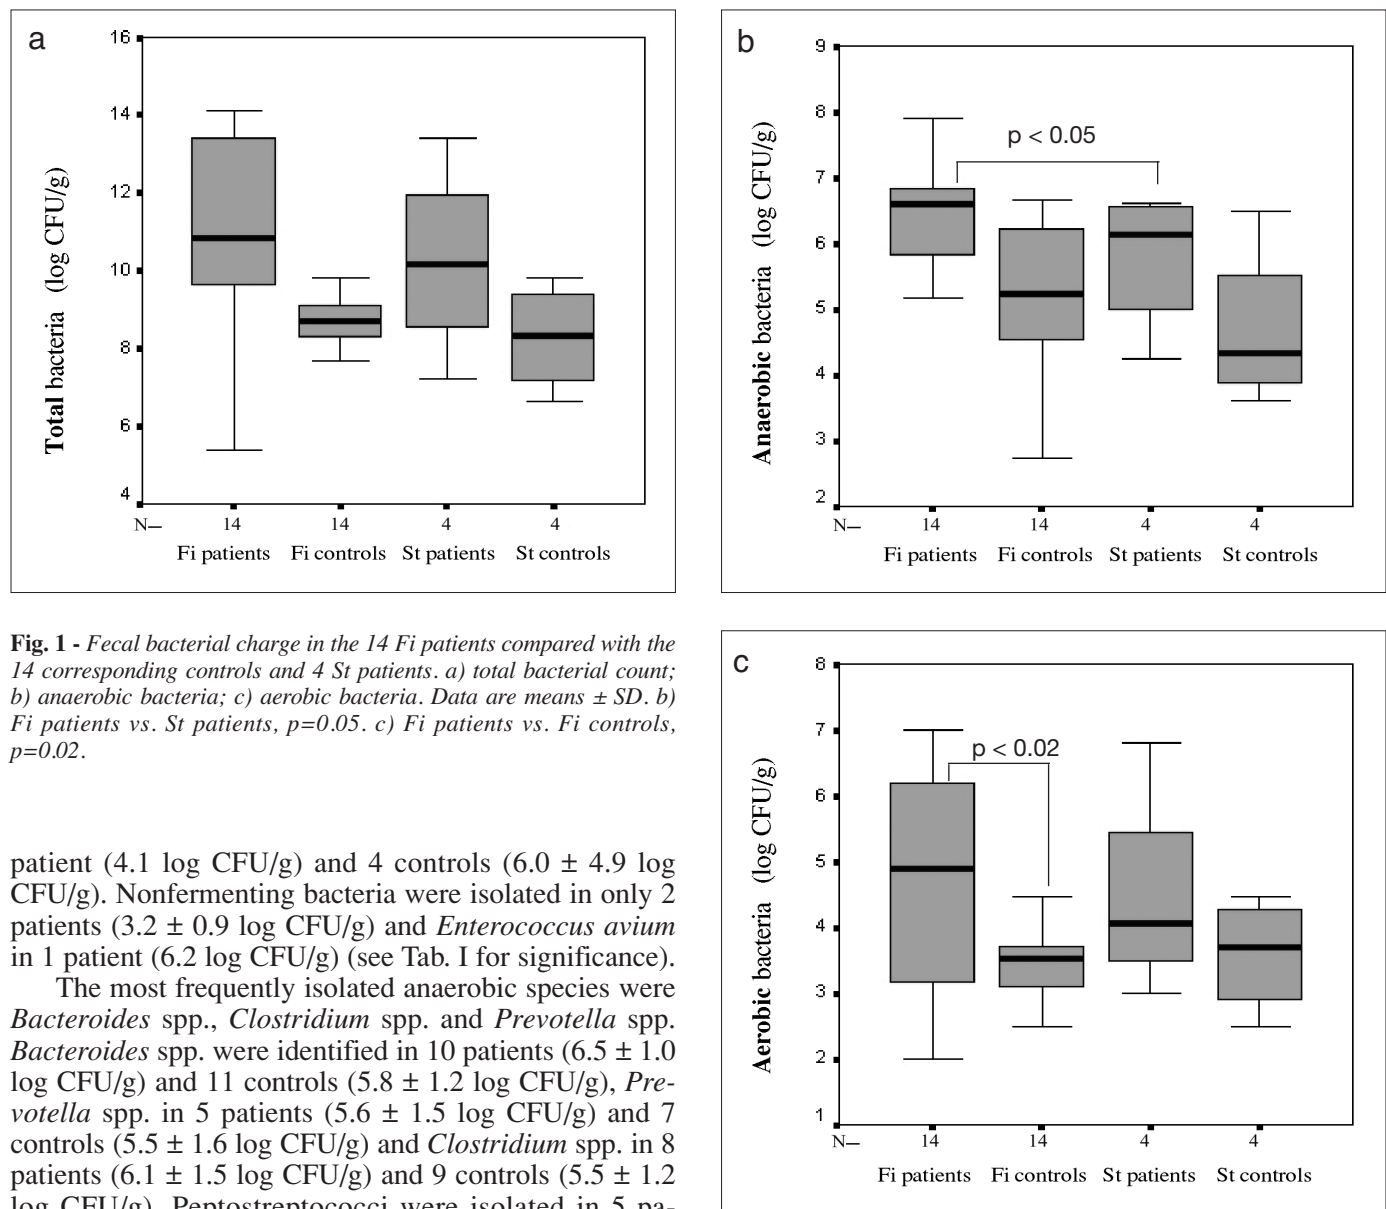 a
16
14
12
10
8
6
4
Total bacteria (log CFU/g)
N– 14 14 4 4
Fi patients Fi controls St patients St controls
b
9
8
7
6
5
4
3
2
Anaerobic bacteria (log CFU/g)
p < 0.05
N– 14 14 4 4
Fi patients Fi controls St patients St controls
Fig. 1 - Fecal bacterial charge in the 14 Fi patients compared with the
14 corresponding controls and 4 St patients. a) total bacterial count;
b) anaerobic bacteria; c) aerobic bacteria. Data are means ± SD. b)
Fi patients vs. St patients, p=0.05. c) Fi patients vs. Fi controls,
p=0.02.
c
8
7
6
5
4
3
2
1
Aerobic bacteria (log CFU/g)
p < 0.02
N– 14 14 4 4
Fi patients Fi controls St patients St controls
patient (4.1 log CFU/g) and 4 controls (6.0 ± 4.9 log
CFU/g). Nonfermenting bacteria were isolated in only 2
patients (3.2 ± 0.9 log CFU/g) and Enterococcus avium
in 1 patient (6.2 log CFU/g) (see Tab. I for significance).
The most frequently isolated anaerobic species were
Bacteroides spp., Clostridium spp. and Prevotella spp.
Bacteroides spp. were identified in 10 patients (6.5 ± 1.0
log CFU/g) and 11 controls (5.8 ± 1.2 log CFU/g), Pre-
votella spp. in 5 patients (5.6 ± 1.5 log CFU/g) and 7
controls (5.5 ± 1.6 log CFU/g) and Clostridium spp. in 8
patients (6.1 ± 1.5 log CFU/g) and 9 controls (5.5 ± 1.2
log CFU/g). Peptostreptococci were isolated in 5 pa-